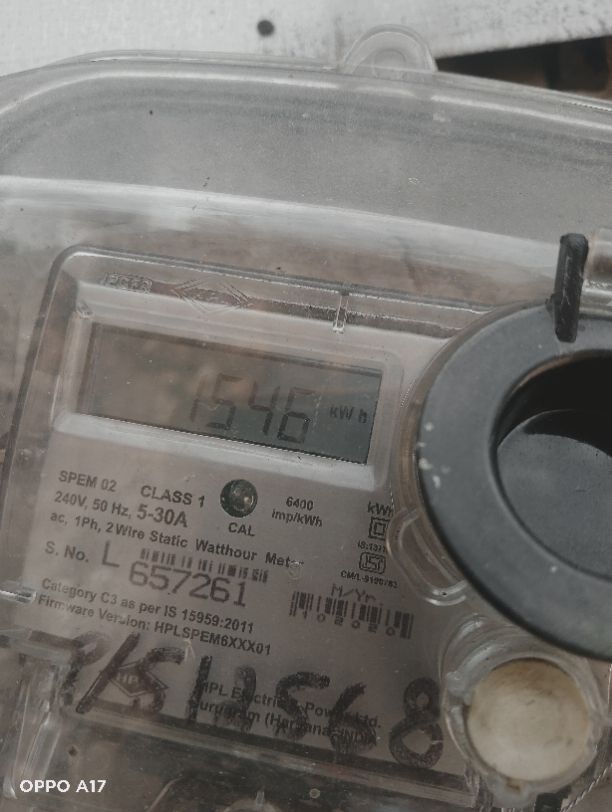 1546 kWh
SPEM 02 CLASS 1
240V, 50 Hz, 5-30A
6400
imp/kWh
CAL
ac, 1Ph, 2Wire Static Watthour Meter
S. No. L 657261
Category C3 as per IS 15959:2011
Firmware Version: HPLSPEM6XXX01
M/Yr.
HPL Electric Power Ltd.
OPPO A17